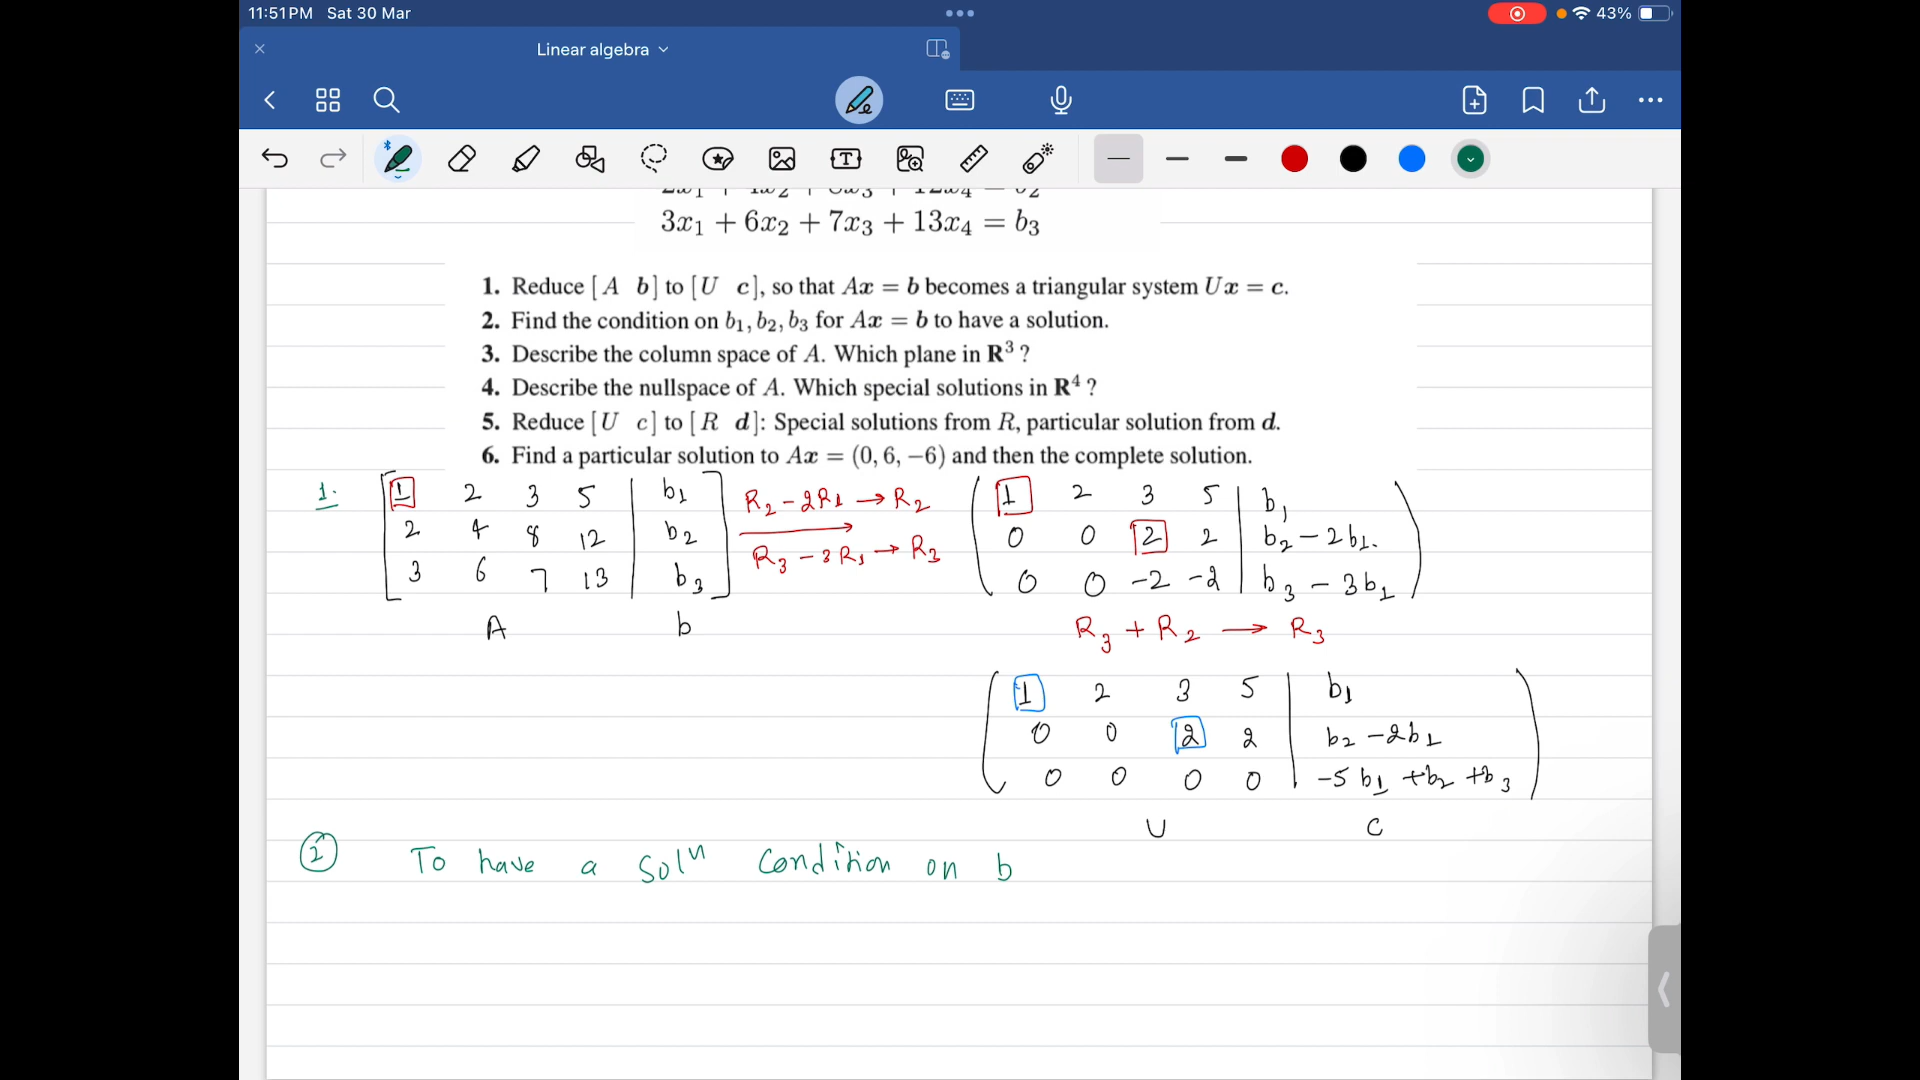 11:51PM Sat 30 Mar
43%
Linear algebra
3x₁ + 6x₂ + 7x₃ + 13x₄ = b₃
1. Reduce [A b] to [U c], so that Ax = b becomes a triangular system Ux = c.
2. Find the condition on b₁, b₂, b₃ for Ax = b to have a solution.
3. Describe the column space of A. Which plane in R³ ?
4. Describe the nullspace of A. Which special solutions in R⁴ ?
5. Reduce [U c] to [R d]: Special solutions from R, particular solution from d.
6. Find a particular solution to Ax = (0, 6, −6) and then the complete solution.
1.
1 2 3 5 | b₁
2 4 8 12 | b₂
3 6 7 13 | b₃
A b
R₂ − 2R₁ → R₂
R₃ − 3R₁ → R₃
1 2 3 5 | b₁
0 0 2 2 | b₂ − 2b₁.
0 0 −2 −2 | b₃ − 3b₁
R₃ + R₂ → R₃
1 2 3 5 | b₁
0 0 2 2 | b₂ − 2b₁
0 0 0 0 | −5b₁ + b₂ + b₃
U C
2 To have a solⁿ Condition on b